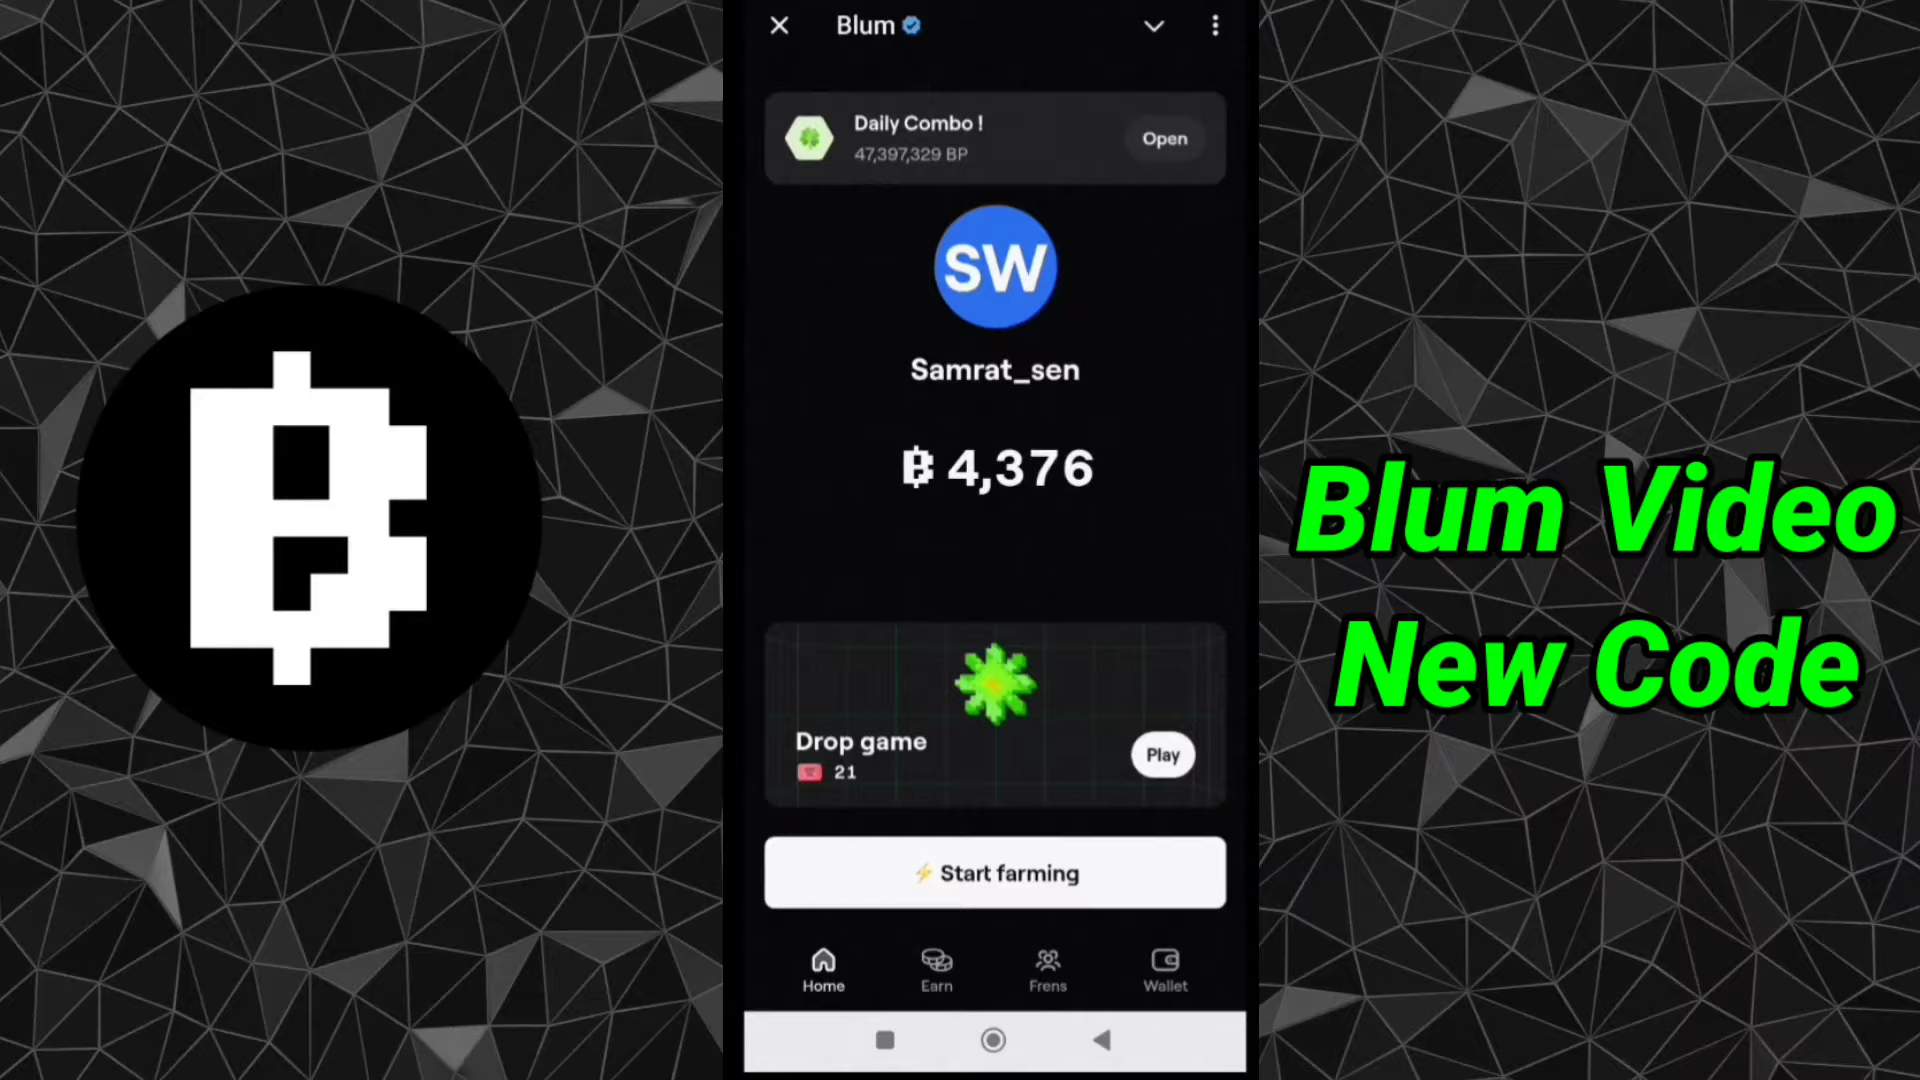 Blum
Daily Combo !
47,397,329 BP
Open
SW
Samrat_sen
4,376
Drop game
21
Play
Start farming
Home
Earn
Frens
Wallet
Blum Video
New Code